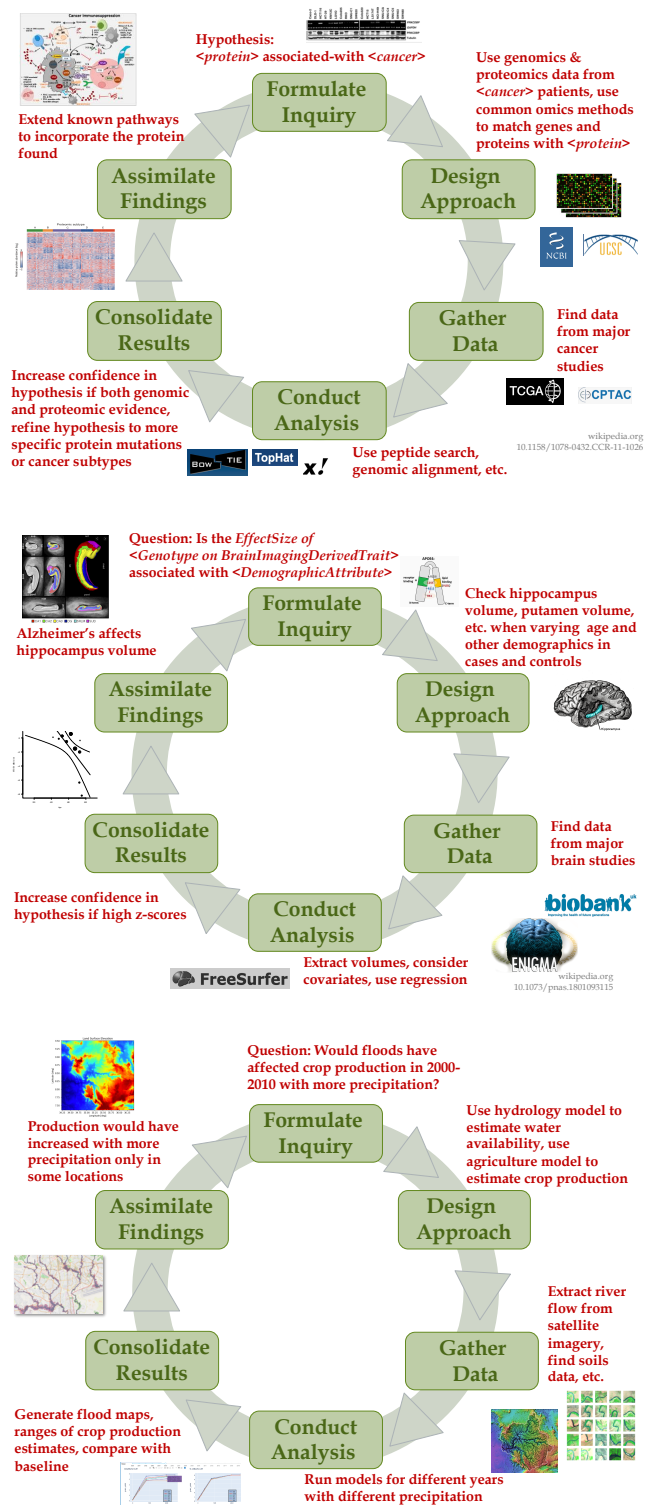 Cancer Immunosuppression
Hypothesis:
<protein> associated-with <cancer>
Formulate
Inquiry
Use genomics &
proteomics data from
<cancer> patients, use
common omics methods
to match genes and
proteins with <protein>
Extend known pathways
to incorporate the protein
found
Assimilate
Findings
Design
Approach
NCBI
UCSC
Consolidate
Results
Gather
Data
Find data
from major
cancer
studies
TCGA
CPTAC
Increase confidence in
hypothesis if both genomic
and proteomic evidence,
refine hypothesis to more
specific protein mutations
or cancer subtypes
Conduct
Analysis
BOW TIE
TopHat
x!
Use peptide search,
genomic alignment, etc.
wikipedia.org
10.1158/1078-0432.CCR-11-1026
Question: Is the EffectSize of
<Genotype on BrainImagingDerivedTrait>
associated with <DemographicAttribute>
Formulate
Inquiry
Check hippocampus
volume, putamen volume,
etc. when varying age and
other demographics in
cases and controls
Alzheimer's affects
hippocampus volume
Assimilate
Findings
Design
Approach
Hippocampus
Consolidate
Results
Gather
Data
Find data
from major
brain studies
Increase confidence in
hypothesis if high z-scores
Conduct
Analysis
biobank uk
Improving the health of future generations
ENIGMA
FreeSurfer
Extract volumes, consider
covariates, use regression
wikipedia.org
10.1073/pnas.1801093115
Question: Would floods have
affected crop production in 2000-
2010 with more precipitation?
Formulate
Inquiry
Use hydrology model to
estimate water
availability, use
agriculture model to
estimate crop production
Production would have
increased with more
precipitation only in
some locations
Assimilate
Findings
Design
Approach
Extract river
flow from
satellite
imagery,
find soils
data, etc.
Consolidate
Results
Gather
Data
Generate flood maps,
ranges of crop production
estimates, compare with
baseline
Conduct
Analysis
Run models for different years
with different precipitation